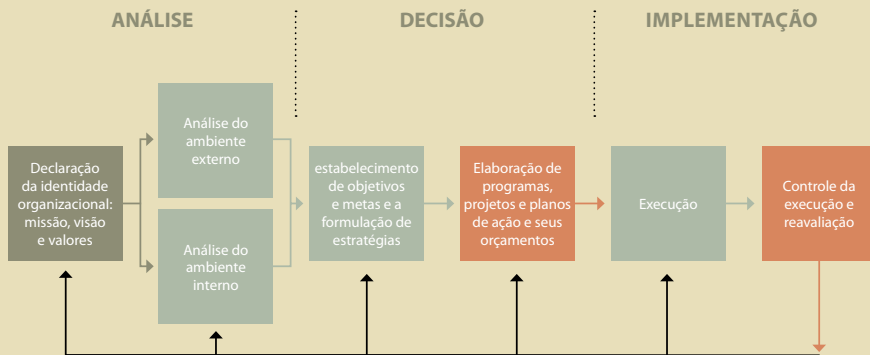 ANÁLISE
DECISÃO
IMPLEMENTAÇÃO
Declaração
da identidade
organizacional:
missão, visão
e valores
Análise do
ambiente
externo
Análise do
ambiente
interno
estabelecimento
de objetivos
e metas e a
formulação de
estratégias
Elaboração de
programas,
projetos e planos
de ação e seus
orçamentos
Execução
Controle da
execução e
reavaliação